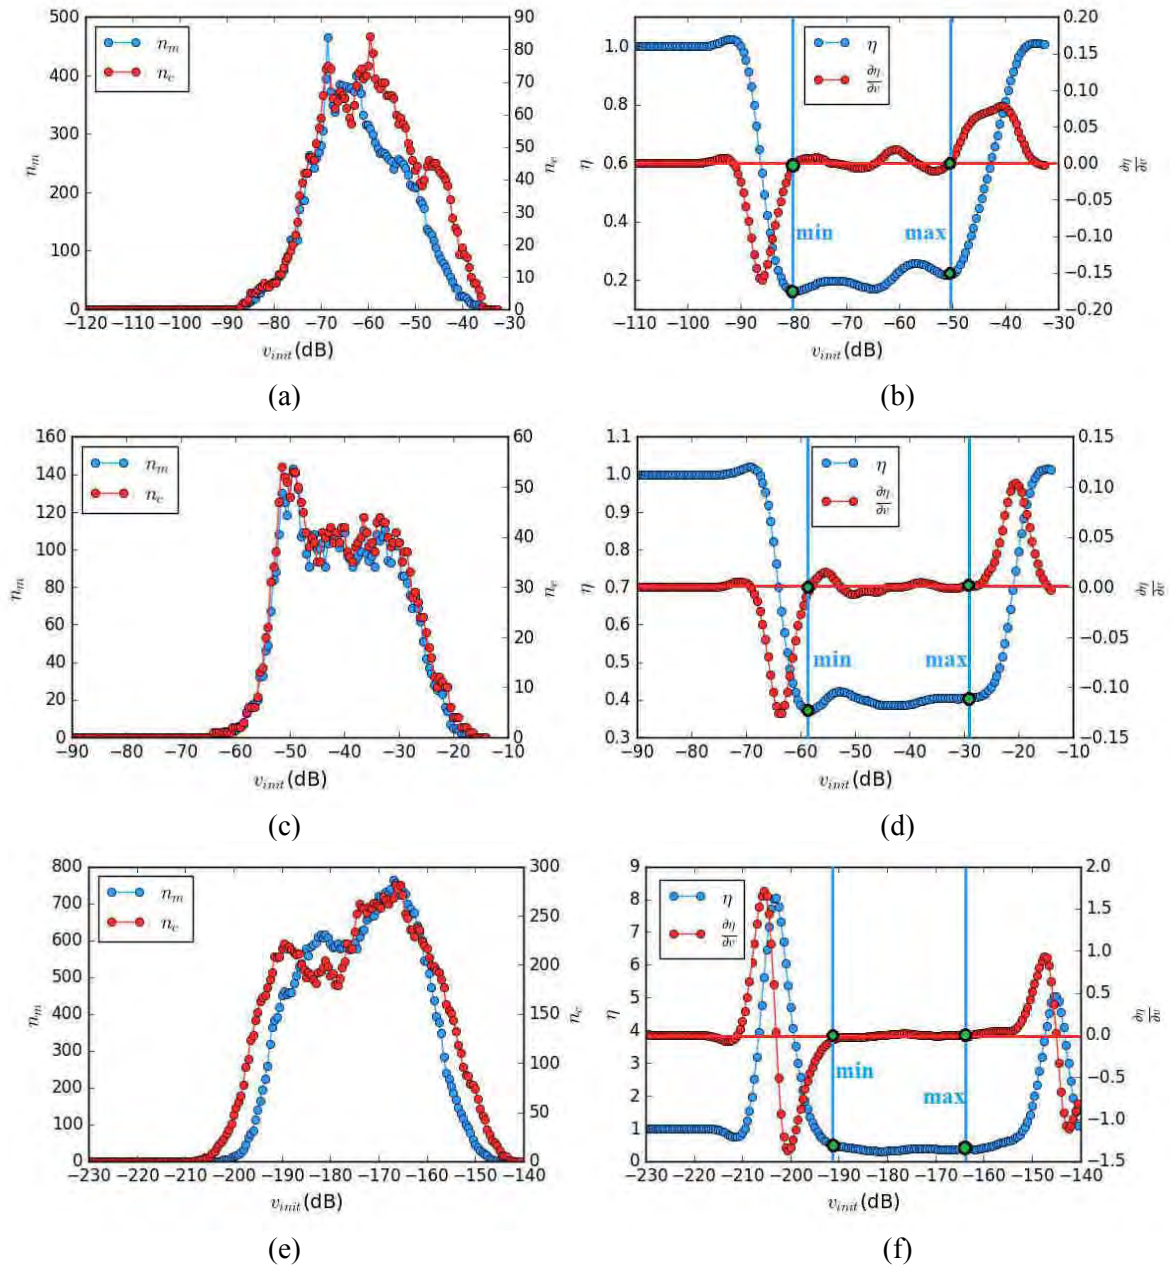 500 90
400 80
300 70
200 60
100 50
0 40
30
20
10
0
n_m
n_c
n_m
n_c
−120 −110 −100 −90 −80 −70 −60 −50 −40 −30
v_init(dB)
(a)
1.0 0.20
0.8 0.15
0.6 0.10
0.4 0.05
0.2 0.00
−0.05
−0.10
−0.15
−0.20
η
∂η/∂v
η
∂η/∂v
min max
−110 −100 −90 −80 −70 −60 −50 −40 −30
v_init(dB)
(b)
160 60
140 50
120 40
100 30
80 20
60 10
40 0
20
0
n_m
n_c
n_m
n_c
−90 −80 −70 −60 −50 −40 −30 −20 −10
v_init(dB)
(c)
1.1 0.15
1.0 0.10
0.9 0.05
0.8 0.00
0.7 −0.05
0.6 −0.10
0.5 −0.15
0.4
0.3
η
∂η/∂v
η
∂η/∂v
min max
−90 −80 −70 −60 −50 −40 −30 −20 −10
v_init(dB)
(d)
800 300
700 250
600 200
500 150
400 100
300 50
200 0
100
0
n_m
n_c
n_m
n_c
−230 −220 −210 −200 −190 −180 −170 −160 −150 −140
v_init(dB)
(e)
9 2.0
8 1.5
7 1.0
6 0.5
5 0.0
4 −0.5
3 −1.0
2 −1.5
1
0
η
∂η/∂v
η
∂η/∂v
min
max
−230 −220 −210 −200 −190 −180 −170 −160 −150 −140
v_init(dB)
(f)